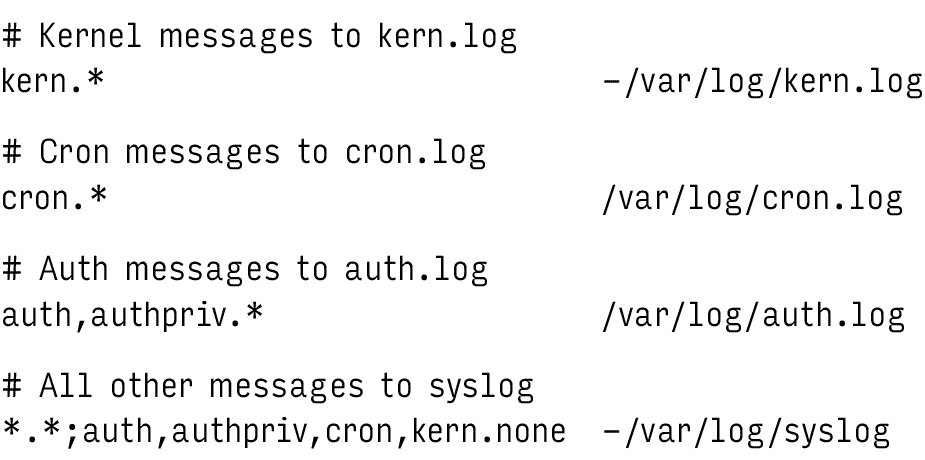 # Kernel messages to kern.log
kern.*                          -/var/log/kern.log
# Cron messages to cron.log
cron.*                          /var/log/cron.log
# Auth messages to auth.log
auth,authpriv.*                 /var/log/auth.log
# All other messages to syslog
*.*;auth,authpriv,cron,kern.none  -/var/log/syslog